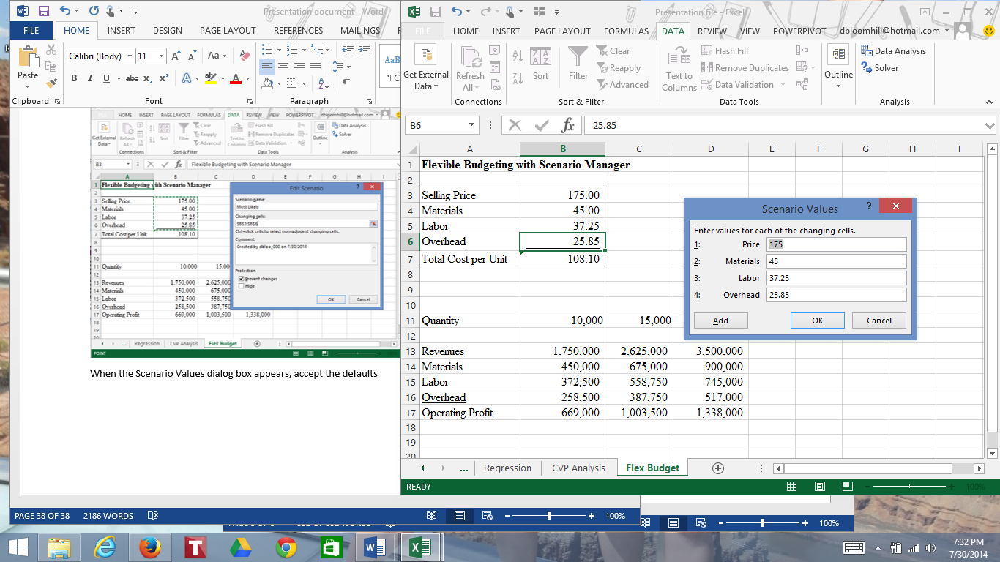 Presentation document - Word
FILE HOME INSERT DESIGN PAGE LAYOUT REFERENCES MAILINGS
Calibri (Body) 11
Paste
Clipboard Font Paragraph
HOME INSERT PAGE LAYOUT FORMULAS DATA REVIEW VIEW POWERPIVOT dbloomhill@hotmail.com
Get External Data Refresh All Sort Filter Clear Reapply Advanced Text to Columns Flash Fill Remove Duplicates Data Validation Outline Data Analysis Solver
Connections Sort & Filter Data Tools Analysis
B3 Flexible Budgeting with Scenario Manager
A B C D E F G H I
1 Flexible Budgeting with Scenario Manager
2
3 Selling Price 175.00
4 Materials 45.00
5 Labor 37.25
6 Overhead 25.85
7 Total Cost per Unit 108.10
8
9
10
11 Quantity 10,000 15,00
12
13 Revenues 1,750,000 2,625,000
14 Materials 450,000 675,000
15 Labor 372,500 558,750
16 Overhead 258,500 387,750
17 Operating Profit 669,000 1,003,500 1,338,000
18
19
20
Edit Scenario ?
Scenario name:
Most Likely
Changing cells:
$B$3:$B$6
Ctrl+click cells to select non-adjacent changing cells.
Comment:
Created by dbloo_000 on 7/30/2014
Protection
Prevent changes
Hide
OK Cancel
... Regression CVP Analysis Flex Budget
POINT
When the Scenario Values dialog box appears, accept the defaults
PAGE 38 OF 38 2186 WORDS 100%
Presentation file - Excel
FILE HOME INSERT PAGE LAYOUT FORMULAS DATA REVIEW VIEW POWERPIVOT dbloomhill@hotmail.com
Get External Data
Refresh All
Sort
Filter
Clear
Reapply
Advanced
Text to Columns
Flash Fill
Remove Duplicates
Data Validation
Outline
Data Analysis
Solver
Connections Sort & Filter Data Tools Analysis
B6 fx 25.85
A B C D E F G H I
1 Flexible Budgeting with Scenario Manager
2
3 Selling Price 175.00
4 Materials 45.00
5 Labor 37.25
6 Overhead 25.85
7 Total Cost per Unit 108.10
8
9
10
11 Quantity 10,000 15,000
12
13 Revenues 1,750,000 2,625,000 3,500,000
14 Materials 450,000 675,000 900,000
15 Labor 372,500 558,750 745,000
16 Overhead 258,500 387,750 517,000
17 Operating Profit 669,000 1,003,500 1,338,000
18
19
20
Scenario Values ?
Enter values for each of the changing cells.
1: Price 175
2: Materials 45
3: Labor 37.25
4: Overhead 25.85
Add OK Cancel
... Regression CVP Analysis Flex Budget
READY 100%
100%
7:32 PM
7/30/2014